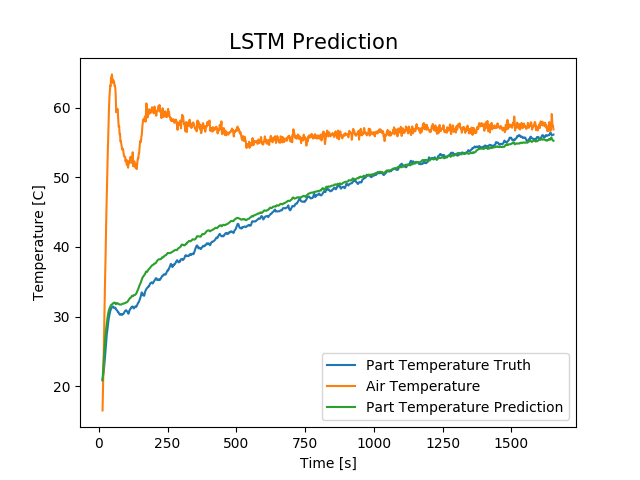 LSTM Prediction
Temperature [C]
60
50
40
30
20
Part Temperature Truth
Air Temperature
Part Temperature Prediction
0 250 500 750 1000 1250 1500
Time [s]